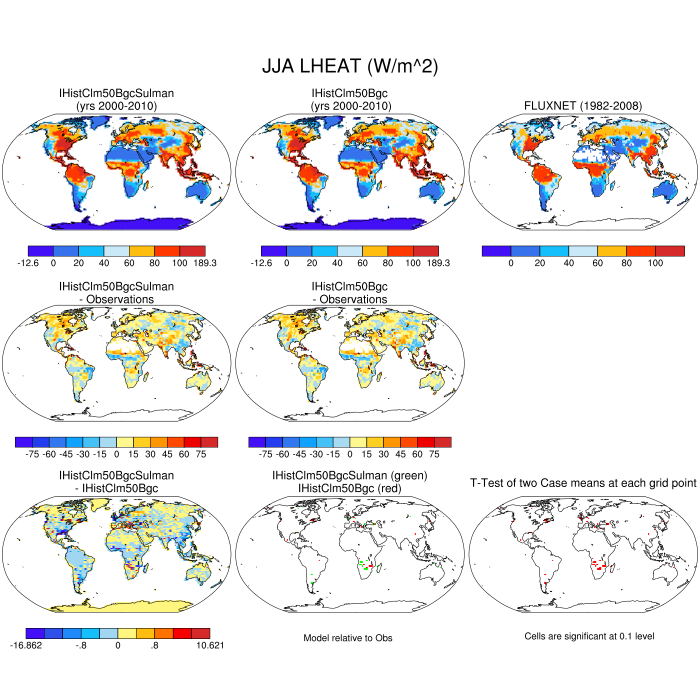 JJA LHEAT (W/m^2)
IHistClm50BgcSulman
(yrs 2000-2010)
IHistClm50Bgc
(yrs 2000-2010)
FLUXNET (1982-2008)
-12.6 0 20 40 60 80 100 189.3
-12.6 0 20 40 60 80 100 189.3
0 20 40 60 80 100
IHistClm50BgcSulman
- Observations
IHistClm50Bgc
- Observations
-75 -60 -45 -30 -15 0 15 30 45 60 75
-75 -60 -45 -30 -15 0 15 30 45 60 75
IHistClm50BgcSulman
- IHistClm50Bgc
IHistClm50BgcSulman (green)
IHistClm50Bgc (red)
T-Test of two Case means at each grid point
-16.862 -.8 0 .8 10.621
Model relative to Obs
Cells are significant at 0.1 level